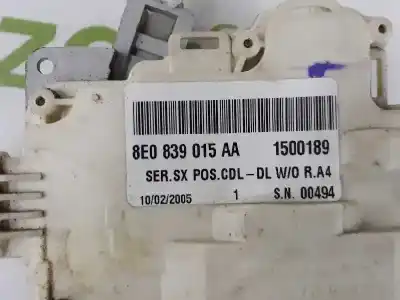 8E0 839 015 AA 1500189
SER.SX POS.CDL-DL W/O R.A4
10/02/2005 1 S.N. 00494